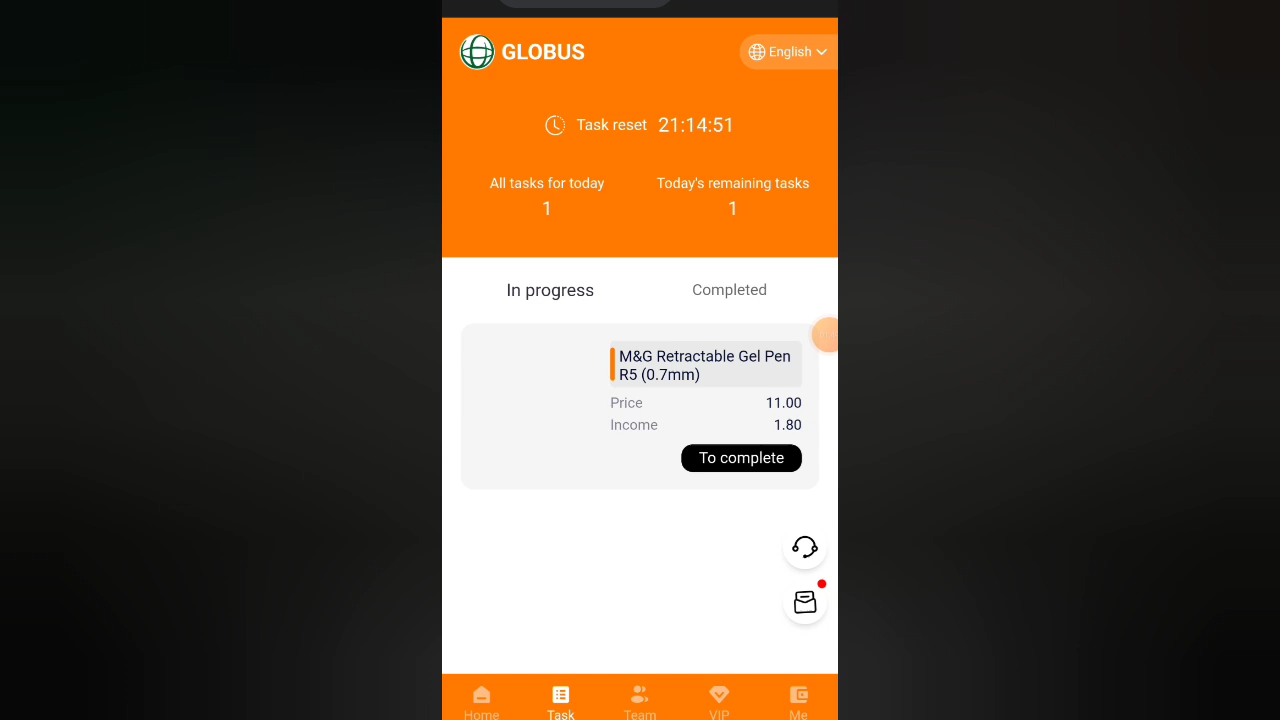 GLOBUS
English
Task reset 21:14:51
All tasks for today
Today's remaining tasks
1
1
In progress
Completed
M&G Retractable Gel Pen
R5 (0.7mm)
Price 11.00
Income 1.80
To complete
Home
Task
Team
VIP
Me